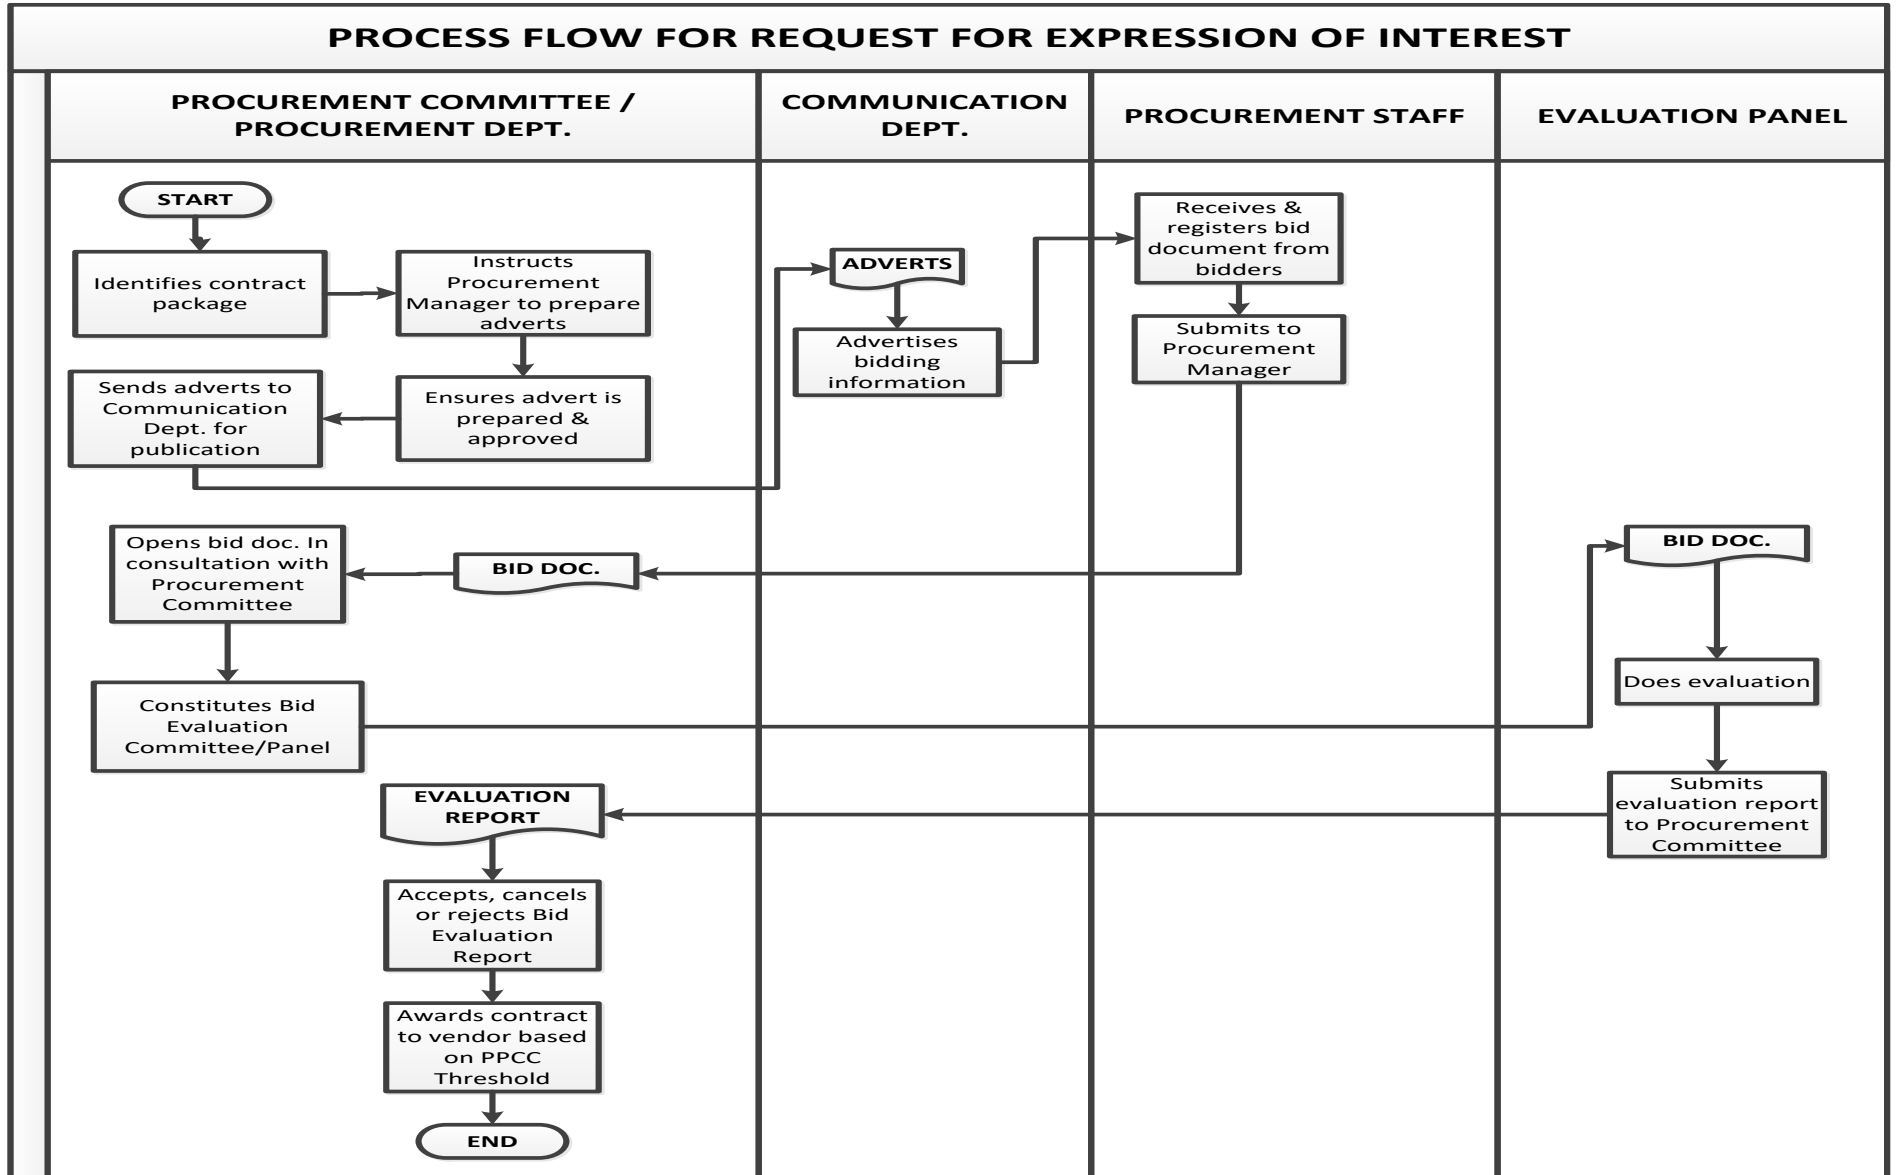 PROCESS FLOW FOR REQUEST FOR EXPRESSION OF INTEREST
PROCUREMENT COMMITTEE /
PROCUREMENT DEPT.
COMMUNICATION
DEPT.
PROCUREMENT STAFF
EVALUATION PANEL
START
Identifies contract
package
Instructs
Procurement
Manager to prepare
adverts
Ensures advert is
prepared &
approved
Sends adverts to
Communication
Dept. for
publication
ADVERTS
Advertises
bidding
information
Receives &
registers bid
document from
bidders
Submits to
Procurement
Manager
BID DOC.
Opens bid doc. In
consultation with
Procurement
Committee
Constitutes Bid
Evaluation
Committee/Panel
BID DOC.
Does evaluation
Submits
evaluation report
to Procurement
Committee
EVALUATION
REPORT
Accepts, cancels
or rejects Bid
Evaluation
Report
Awards contract
to vendor based
on PPCC
Threshold
END